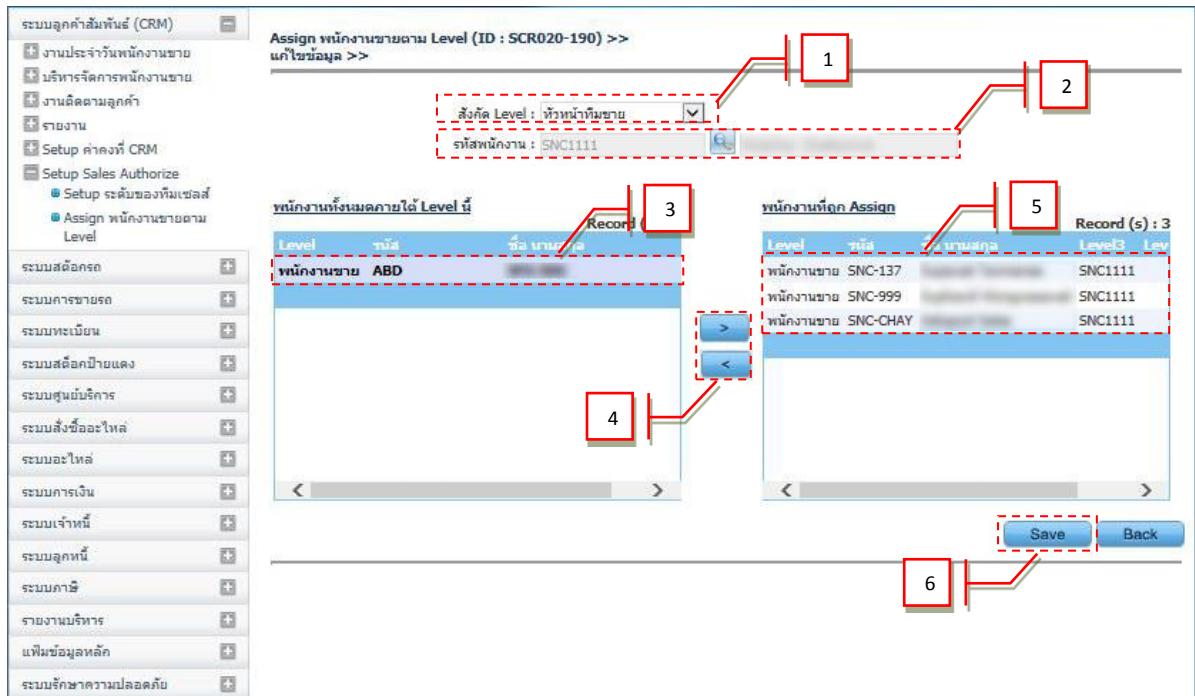 ระบบลูกค้าสัมพันธ์ (CRM)
งานประจำวันพนักงานขาย
บริหารจัดการพนักงานขาย
งานติดตามลูกค้า
รายงาน
Setup ค่าคงที่ CRM
Setup Sales Authorize
Setup ระดับของทีมเซลส์
Assign พนักงานขายตาม
Level
ระบบสต๊อกรถ
ระบบการขายรถ
ระบบทะเบียน
ระบบสต๊อกป้ายแดง
ระบบศูนย์บริการ
ระบบสั่งซื้ออะไหล่
ระบบอะไหล่
ระบบการเงิน
ระบบเจ้าหนี้
ระบบลูกหนี้
ระบบภาษี
รายงานบริหาร
แฟ้มข้อมูลหลัก
ระบบรักษาความปลอดภัย
Assign พนักงานขายตาม Level (ID : SCR020-190) >>
แก้ไขข้อมูล >>
1
2
สังกัด Level : หัวหน้าทีมขาย
รหัสพนักงาน : SNC1111
พนักงานทั้งหมดภายใต้ Level นี้
3
Record (
Level รหัส ชื่อ นามสกุล
พนักงานขาย ABD
>
<
4
พนักงานที่ถูก Assign
5
Record (s) : 3
Level รหัส ชื่อ นามสกุล Level3 Lev
พนักงานขาย SNC-137 SNC1111
พนักงานขาย SNC-999 SNC1111
พนักงานขาย SNC-CHAY SNC1111
Save Back
6